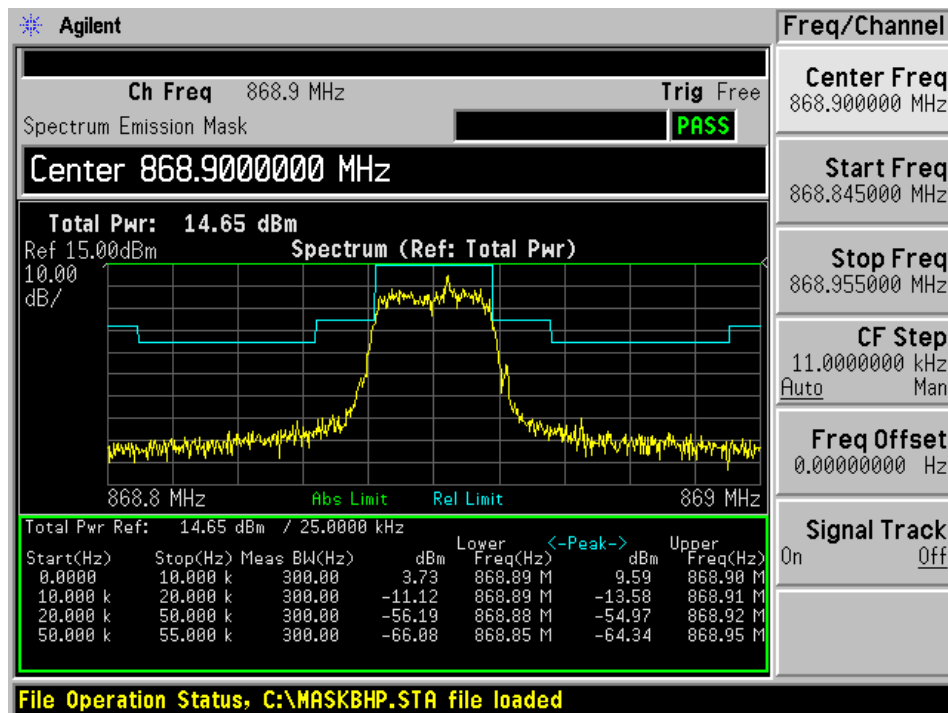 Agilent
Ch Freq 868.9 MHz Trig Free
Spectrum Emission Mask PASS
Center 868.9000000 MHz
Total Pwr: 14.65 dBm
Ref 15.00dBm Spectrum (Ref: Total Pwr)
10.00
dB/
868.8 MHz Abs Limit Rel Limit 869 MHz
Total Pwr Ref: 14.65 dBm / 25.0000 kHz
Lower <-Peak-> Upper
Start(Hz) Stop(Hz) Meas BW(Hz) dBm Freq(Hz) dBm Freq(Hz)
0.0000 10.000 k 300.00 3.73 868.89 M 9.59 868.90 M
10.000 k 20.000 k 300.00 -11.12 868.89 M -13.58 868.91 M
20.000 k 50.000 k 300.00 -56.19 868.88 M -54.97 868.92 M
50.000 k 55.000 k 300.00 -66.08 868.85 M -64.34 868.95 M
File Operation Status, C:\MASKBHP.STA file loaded
Freq/Channel
Center Freq
868.900000 MHz
Start Freq
868.845000 MHz
Stop Freq
868.955000 MHz
CF Step
11.0000000 kHz
Auto Man
Freq Offset
0.00000000 Hz
Signal Track
On Off